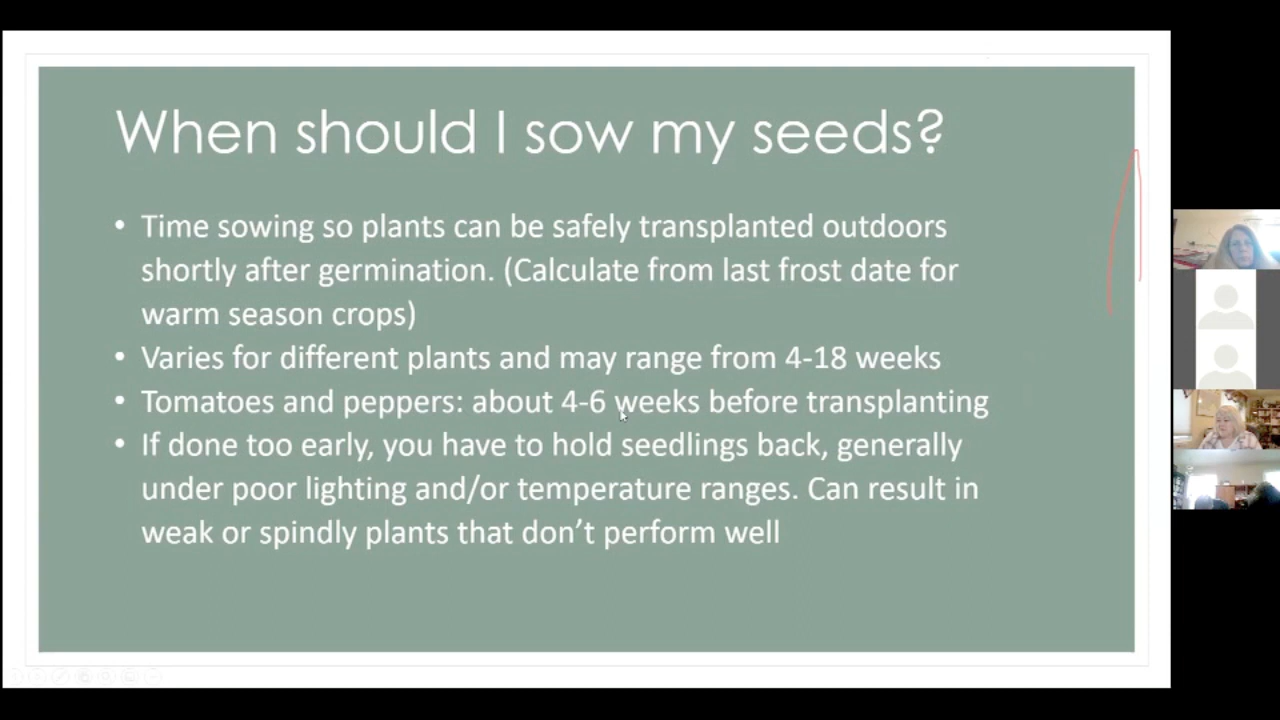 When should I sow my seeds?
• Time sowing so plants can be safely transplanted outdoors
shortly after germination. (Calculate from last frost date for
warm season crops)
• Varies for different plants and may range from 4-18 weeks
• Tomatoes and peppers: about 4-6 weeks before transplanting
• If done too early, you have to hold seedlings back, generally
under poor lighting and/or temperature ranges. Can result in
weak or spindly plants that don’t perform well